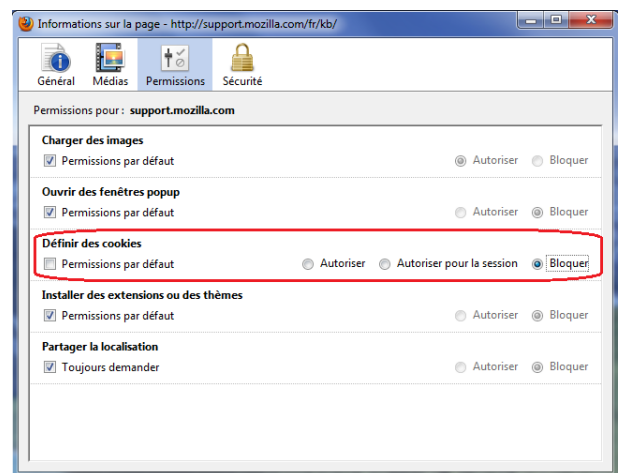 Informations sur la page - http://support.mozilla.com/fr/kb/
Général Médias Permissions Sécurité
Permissions pour : support.mozilla.com
Charger des images
Permissions par défaut Autoriser Bloquer
Ouvrir des fenêtres popup
Permissions par défaut Autoriser Bloquer
Définir des cookies
Permissions par défaut Autoriser Autoriser pour la session Bloquer
Installer des extensions ou des thèmes
Permissions par défaut Autoriser Bloquer
Partager la localisation
Toujours demander Autoriser Bloquer